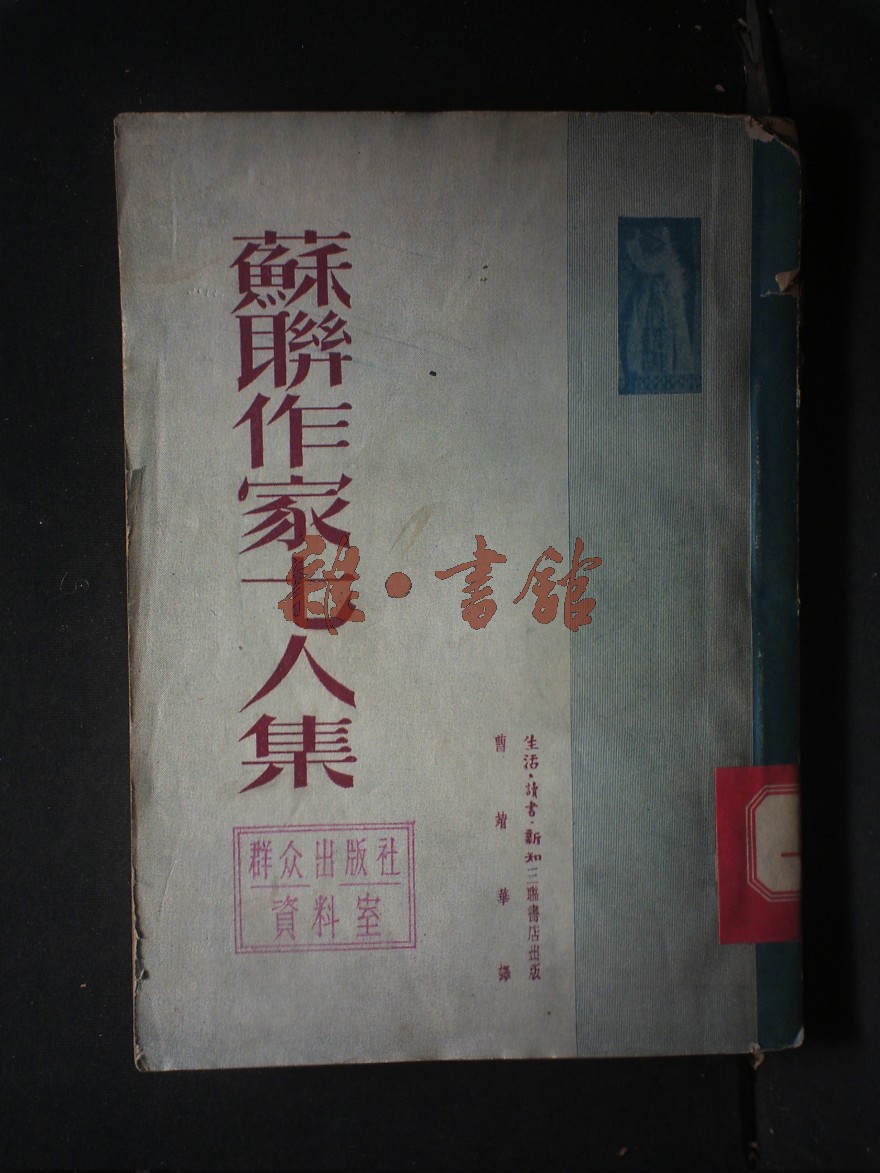 蘇聯作家七人集
生活·讀書·新知三聯書店出版
曹靖華譯
群众出版社
資料室
雜·書館